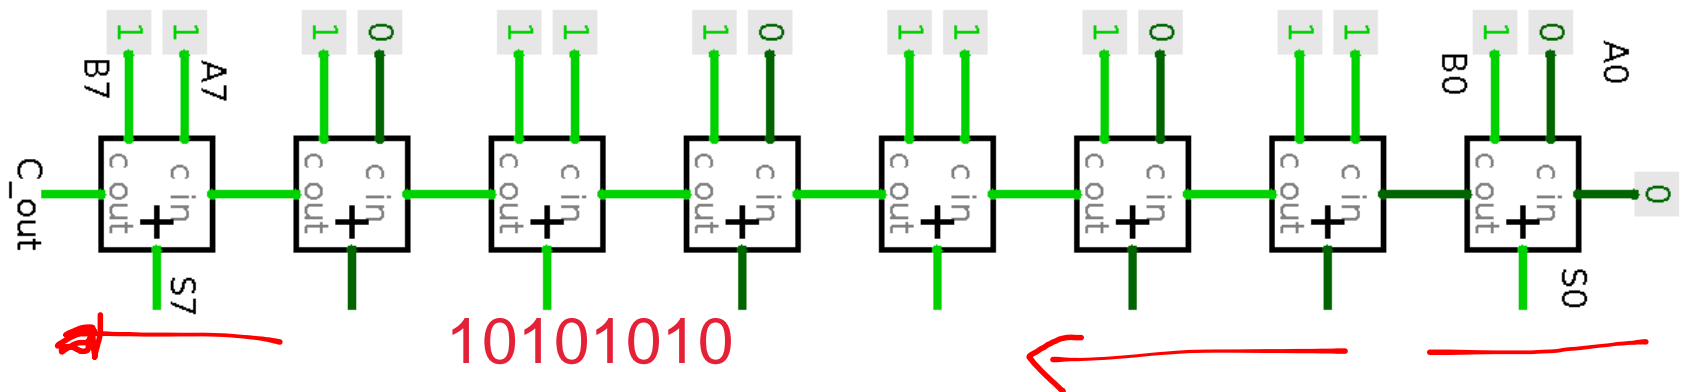 1 1 1 0 1 1 1 0 1 1 1 0 1 1 1 0
B7 A7 B0 A0
c out c in c out c in c out c in c out c in c out c in c out c in c out c in c out c in
C_out 0
+ + + + + + + +
S7 S0
10101010